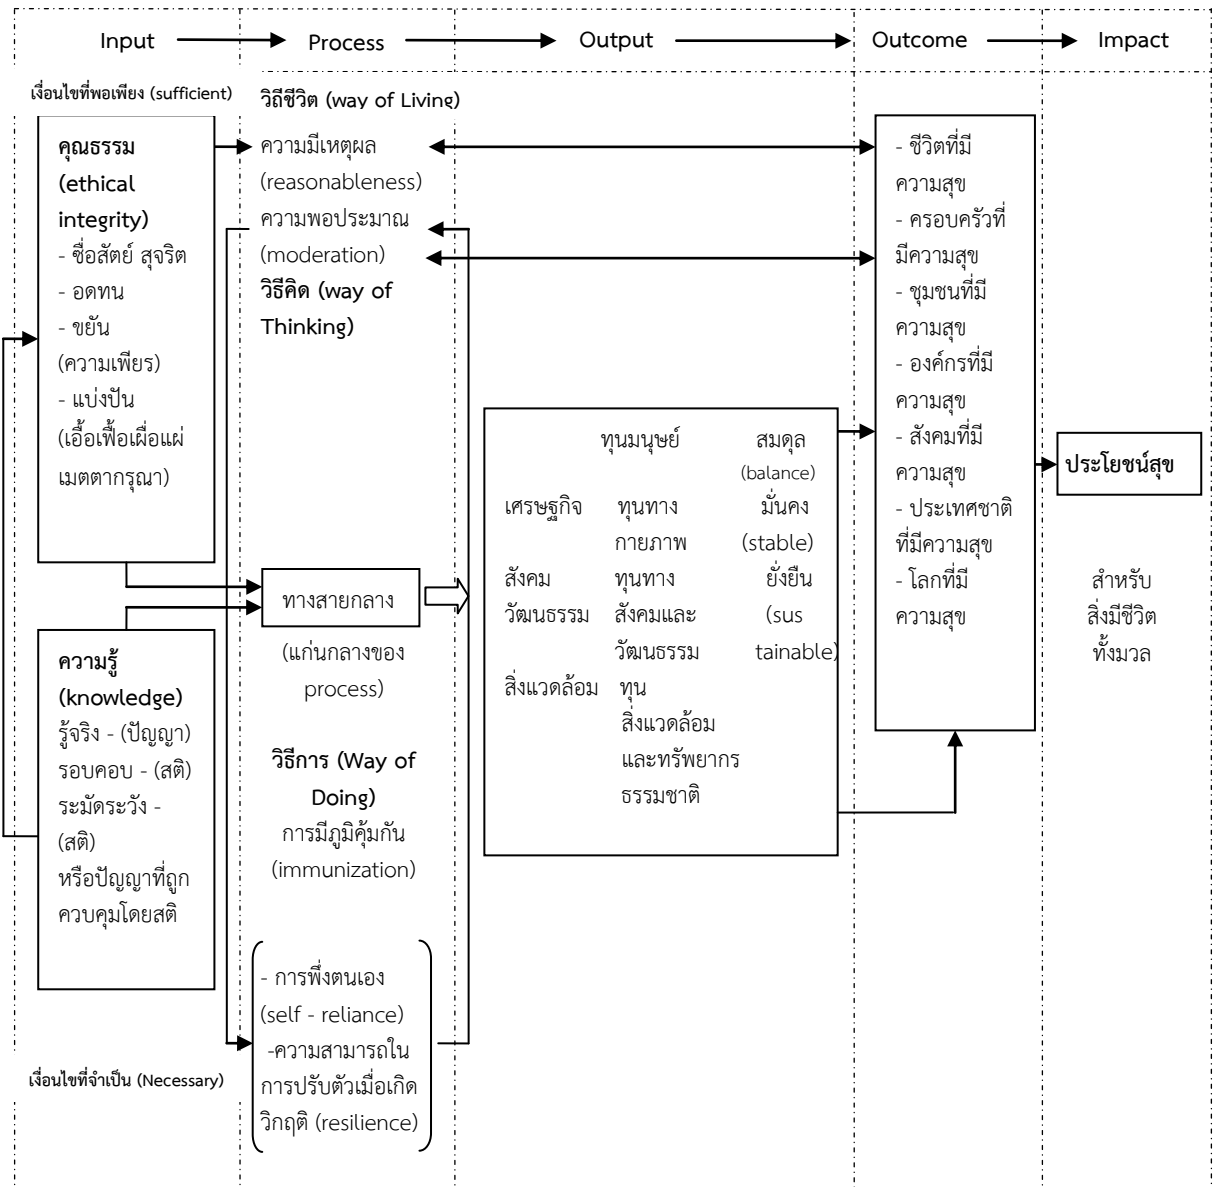 Input
Process
Output
Outcome
Impact
เงื่อนไขที่พอเพียง (sufficient)
คุณธรรม
(ethical
integrity)
- ซื่อสัตย์ สุจริต
- อดทน
- ขยัน
(ความเพียร)
- แบ่งปัน
(เอื้อเฟื้อเผื่อแผ่
เมตตากรุณา)
ความรู้
(knowledge)
รู้จริง - (ปัญญา)
รอบคอบ - (สติ)
ระมัดระวัง -
(สติ)
หรือปัญญาที่ถูก
ควบคุมโดยสติ
เงื่อนไขที่จำเป็น (Necessary)
วิถีชีวิต (way of Living)
ความมีเหตุผล
(reasonableness)
ความพอประมาณ
(moderation)
วิธีคิด (way of
Thinking)
ทางสายกลาง
(แก่นกลางของ
process)
วิธีการ (Way of
Doing)
การมีภูมิคุ้มกัน
(immunization)
- การพึ่งตนเอง
(self - reliance)
-ความสามารถใน
การปรับตัวเมื่อเกิด
วิกฤติ (resilience)
ทุนมนุษย์ สมดุล
(balance)
เศรษฐกิจ ทุนทาง มั่นคง
กายภาพ (stable)
สังคม ทุนทาง ยั่งยืน
วัฒนธรรม สังคมและ (sus
วัฒนธรรม tainable)
สิ่งแวดล้อม ทุน
สิ่งแวดล้อม
และทรัพยากร
ธรรมชาติ
- ชีวิตที่มี
ความสุข
- ครอบครัวที่
มีความสุข
- ชุมชนที่มี
ความสุข
- องค์กรที่มี
ความสุข
- สังคมที่มี
ความสุข
- ประเทศชาติ
ที่มีความสุข
- โลกที่มี
ความสุข
ประโยชน์สุข
สำหรับ
สิ่งมีชีวิต
ทั้งมวล